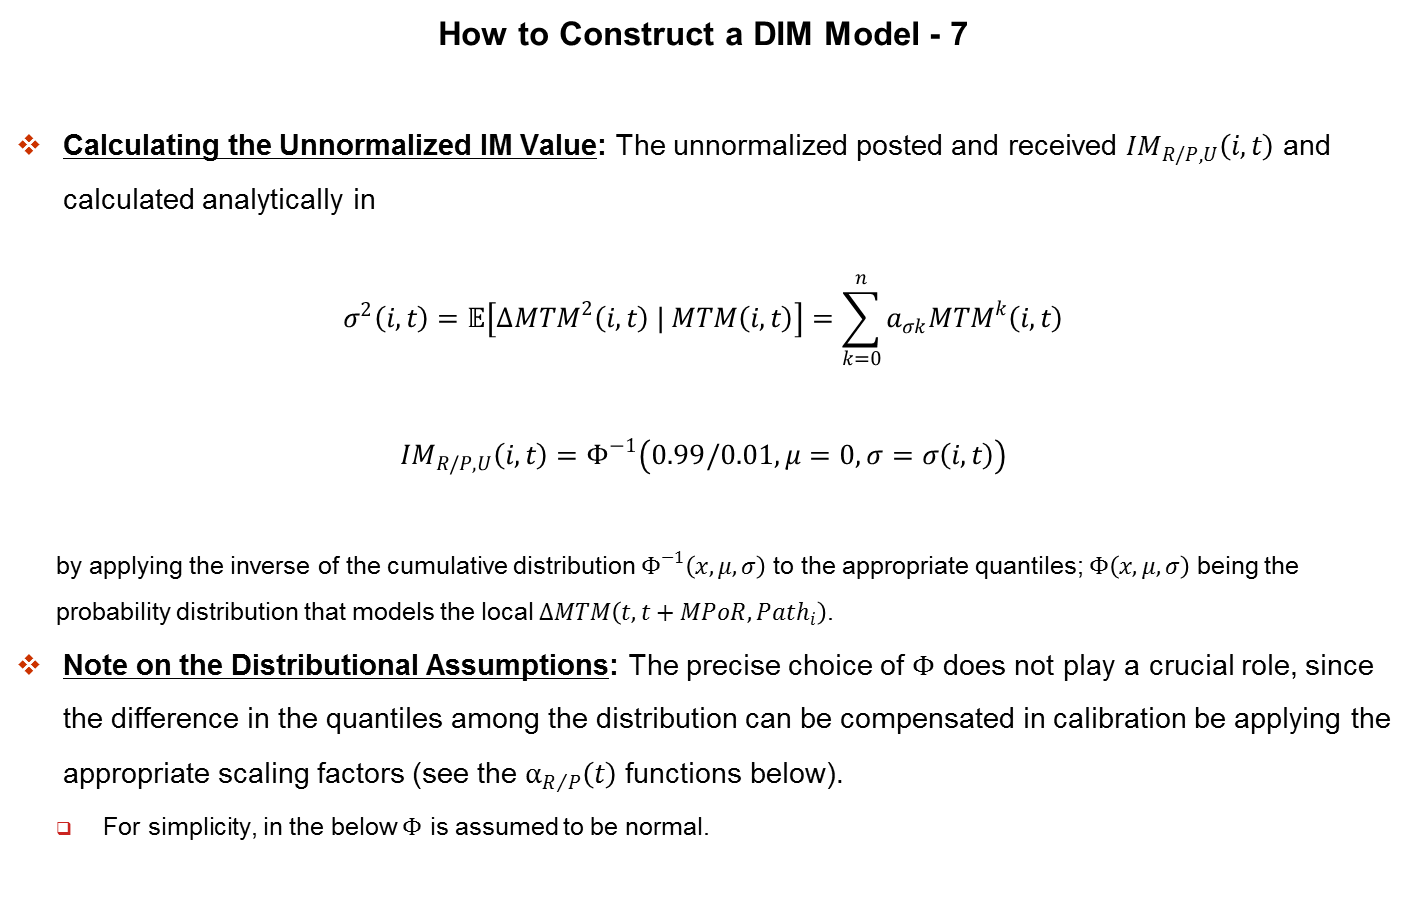 How to Construct a DIM Model - 7
❖ Calculating the Unnormalized IM Value: The unnormalized posted and received IM_{R/P,U}(i, t) and
calculated analytically in
σ²(i, t) = 𝔼[ΔMTM²(i, t) | MTM(i, t)] = ∑_{k=0}^{n} a_{σk} MTM^k(i, t)
IM_{R/P,U}(i, t) = Φ⁻¹(0.99/0.01, μ = 0, σ = σ(i, t))
by applying the inverse of the cumulative distribution Φ⁻¹(x, μ, σ) to the appropriate quantiles; Φ(x, μ, σ) being the
probability distribution that models the local ΔMTM(t, t + MPoR, Path_i).
❖ Note on the Distributional Assumptions: The precise choice of Φ does not play a crucial role, since
the difference in the quantiles among the distribution can be compensated in calibration be applying the
appropriate scaling factors (see the α_{R/P}(t) functions below).
❑ For simplicity, in the below Φ is assumed to be normal.